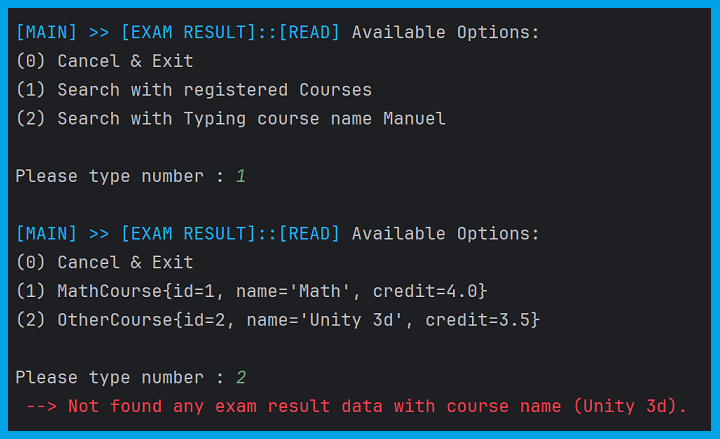 [MAIN] >> [EXAM RESULT]::[READ] Available Options:
(0) Cancel & Exit
(1) Search with registered Courses
(2) Search with Typing course name Manuel
Please type number : 1
[MAIN] >> [EXAM RESULT]::[READ] Available Options:
(0) Cancel & Exit
(1) MathCourse{id=1, name='Math', credit=4.0}
(2) OtherCourse{id=2, name='Unity 3d', credit=3.5}
Please type number : 2
--> Not found any exam result data with course name (Unity 3d).